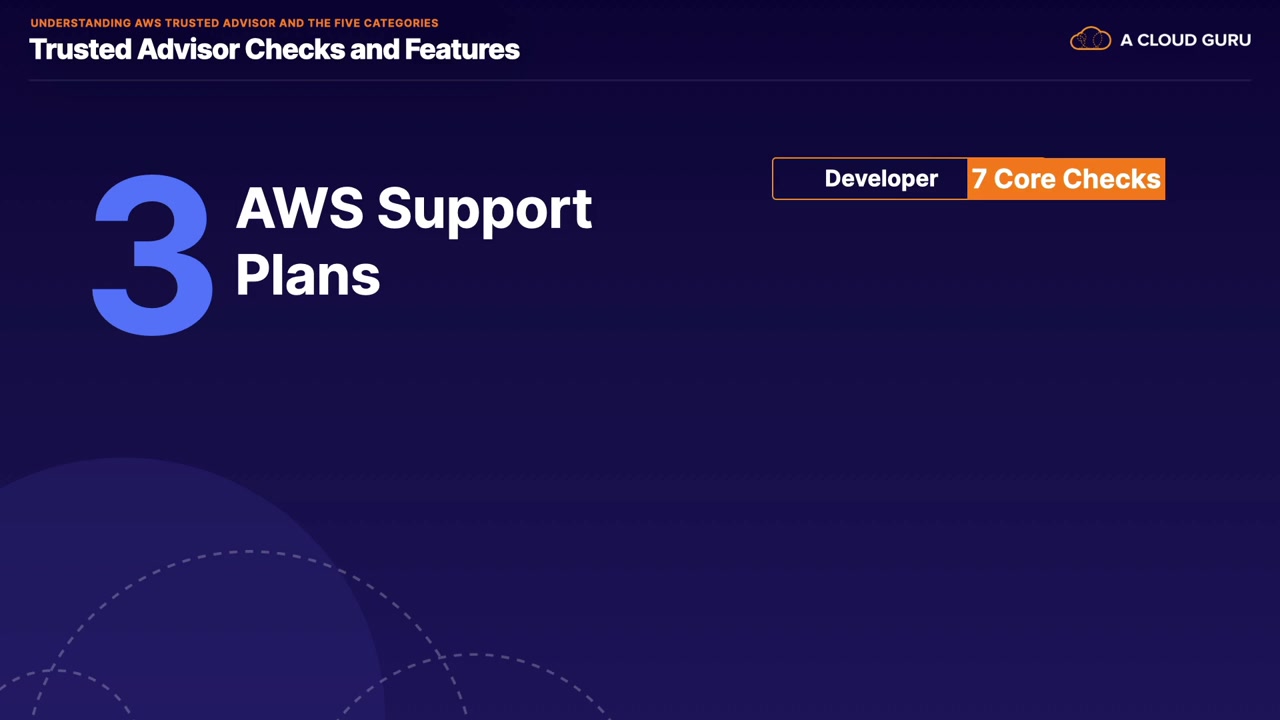 UNDERSTANDING AWS TRUSTED ADVISOR AND THE FIVE CATEGORIES
Trusted Advisor Checks and Features
A CLOUD GURU
3
AWS Support
Plans
Developer
7 Core Checks